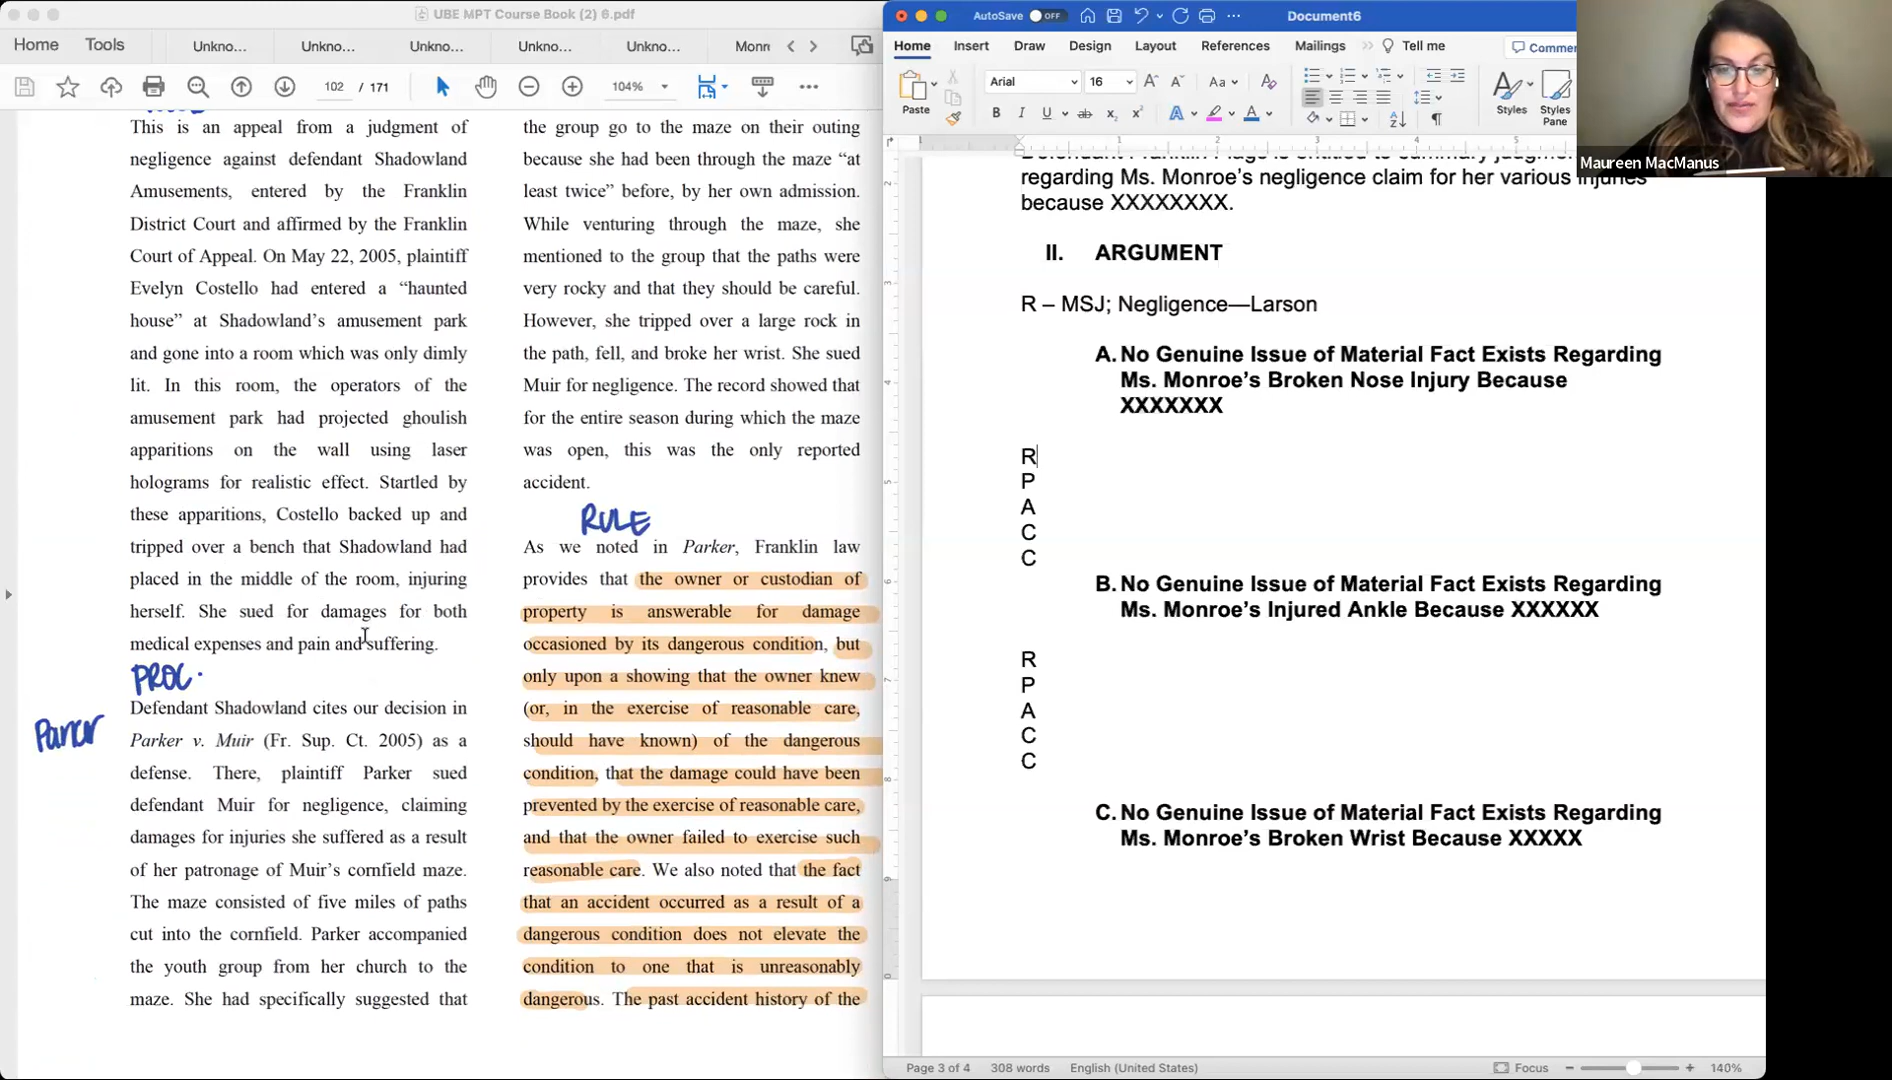 UBE MPT Course Book (2) 6.pdf
Home Tools Unkno... Unkno... Unkno... Unkno... Unkno... Monr
102 / 171 104%
This is an appeal from a judgment of
negligence against defendant Shadowland
Amusements, entered by the Franklin
District Court and affirmed by the Franklin
Court of Appeal. On May 22, 2005, plaintiff
Evelyn Costello had entered a “haunted
house” at Shadowland’s amusement park
and gone into a room which was only dimly
lit. In this room, the operators of the
amusement park had projected ghoulish
apparitions on the wall using laser
holograms for realistic effect. Startled by
these apparitions, Costello backed up and
tripped over a bench that Shadowland had
placed in the middle of the room, injuring
herself. She sued for damages for both
medical expenses and pain and suffering.
PROC.
Parker
Defendant Shadowland cites our decision in
Parker v. Muir (Fr. Sup. Ct. 2005) as a
defense. There, plaintiff Parker sued
defendant Muir for negligence, claiming
damages for injuries she suffered as a result
of her patronage of Muir’s cornfield maze.
The maze consisted of five miles of paths
cut into the cornfield. Parker accompanied
the youth group from her church to the
maze. She had specifically suggested that
the group go to the maze on their outing
because she had been through the maze “at
least twice” before, by her own admission.
While venturing through the maze, she
mentioned to the group that the paths were
very rocky and that they should be careful.
However, she tripped over a large rock in
the path, fell, and broke her wrist. She sued
Muir for negligence. The record showed that
for the entire season during which the maze
was open, this was the only reported
accident.
RULE
As we noted in Parker, Franklin law
provides that the owner or custodian of
property is answerable for damage
occasioned by its dangerous condition, but
only upon a showing that the owner knew
(or, in the exercise of reasonable care,
should have known) of the dangerous
condition, that the damage could have been
prevented by the exercise of reasonable care,
and that the owner failed to exercise such
reasonable care. We also noted that the fact
that an accident occurred as a result of a
dangerous condition does not elevate the
condition to one that is unreasonably
dangerous. The past accident history of the
AutoSave OFF Document6
Home Insert Draw Design Layout References Mailings Tell me Comme
Paste Arial 16 Styles Styles Pane
regarding Ms. Monroe’s negligence claim for her various injuries
because XXXXXXXX.
II. ARGUMENT
R – MSJ; Negligence—Larson
A. No Genuine Issue of Material Fact Exists Regarding
Ms. Monroe’s Broken Nose Injury Because
XXXXXXX
R
P
A
C
C
B. No Genuine Issue of Material Fact Exists Regarding
Ms. Monroe’s Injured Ankle Because XXXXXX
R
P
A
C
C
C. No Genuine Issue of Material Fact Exists Regarding
Ms. Monroe’s Broken Wrist Because XXXXX
Page 3 of 4 308 words English (United States) Focus 140%
Maureen MacManus